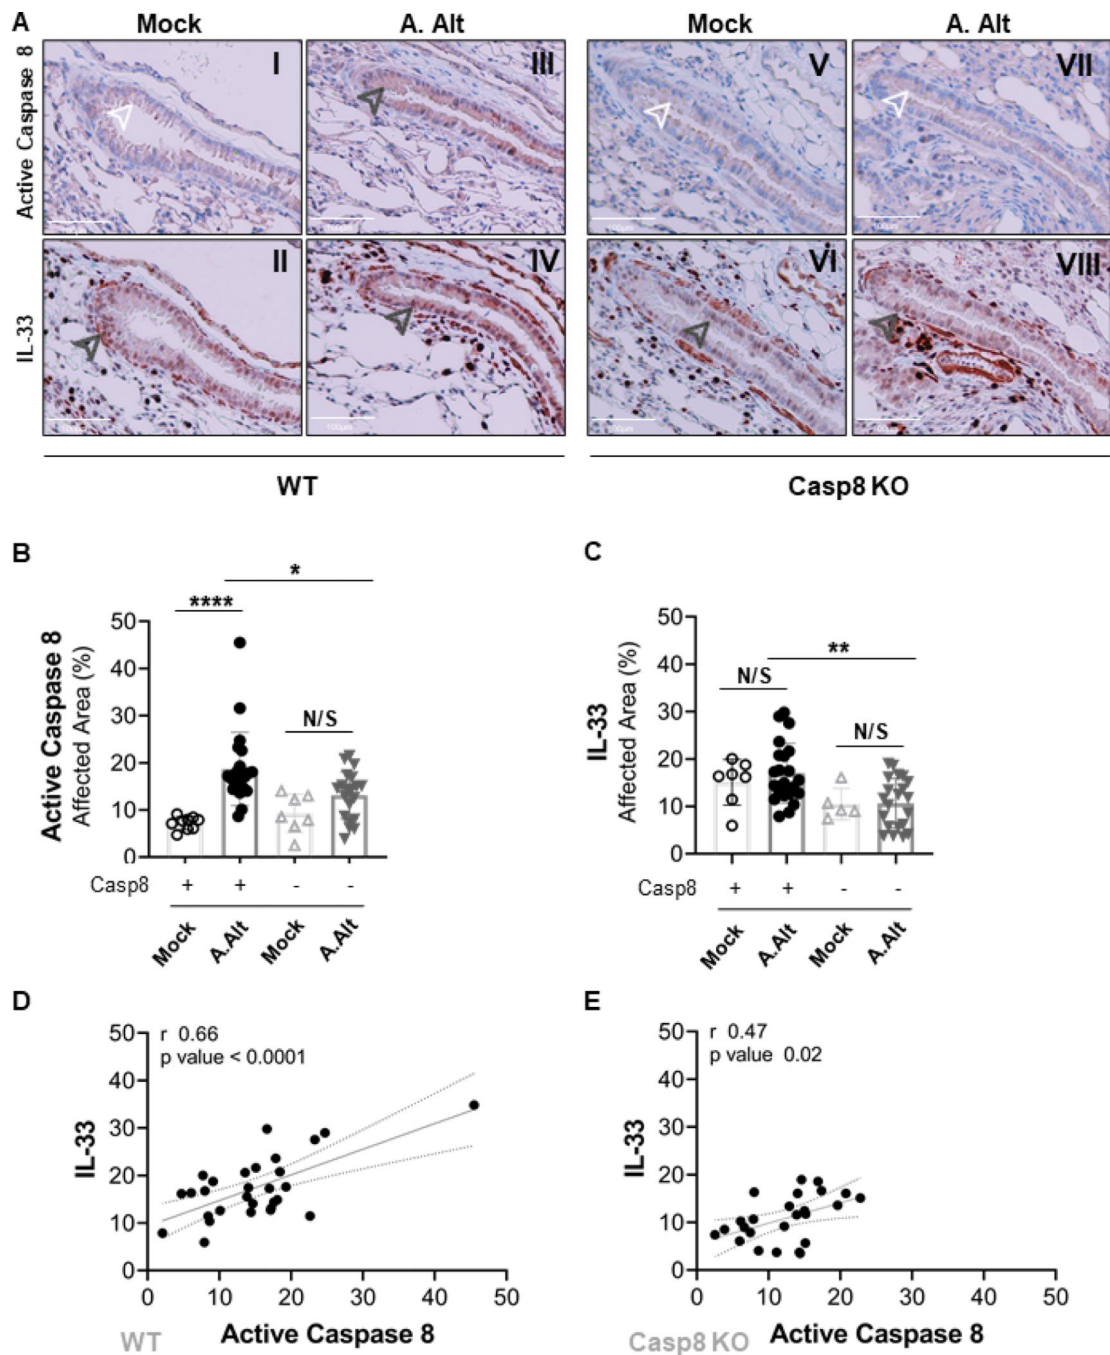 A
Mock
A. Alt
Mock
A. Alt
Active Caspase 8
I
III
V
VII
100µm
IL-33
II
IV
VI
VIII
100µm
100µm
WT
Casp8 KO
B
*
****
N/S
Active Caspase 8
Affected Area (%)
50
40
30
20
10
0
Casp8
+
+
-
-
Mock
A.Alt
Mock
A.Alt
C
**
N/S
N/S
IL-33
Affected Area (%)
50
40
30
20
10
0
Casp8
+
+
-
-
Mock
A.Alt
Mock
A.Alt
D
r 0.66
p value < 0.0001
IL-33
50
40
30
20
10
0
0 10 20 30 40 50
WT
Active Caspase 8
E
r 0.47
p value 0.02
IL-33
50
40
30
20
10
0
0 10 20 30 40 50
Casp8 KO
Active Caspase 8